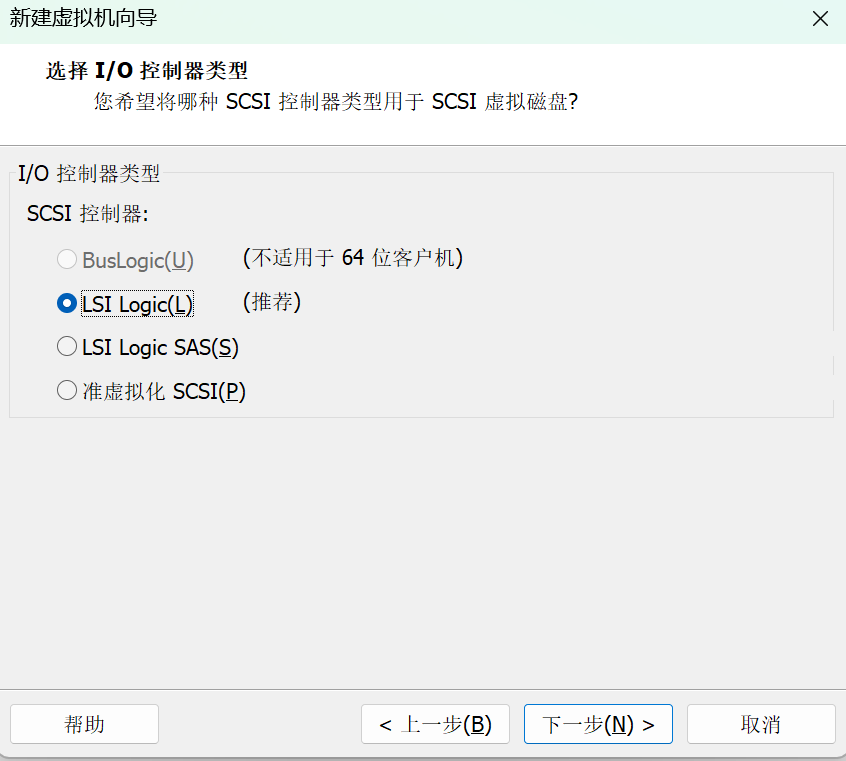 新建虚拟机向导
选择 I/O 控制器类型
您希望将哪种 SCSI 控制器类型用于 SCSI 虚拟磁盘?
I/O 控制器类型
SCSI 控制器:
BusLogic(U) (不适用于 64 位客户机)
LSI Logic(L) (推荐)
LSI Logic SAS(S)
准虚拟化 SCSI(P)
帮助 < 上一步(B) 下一步(N) > 取消